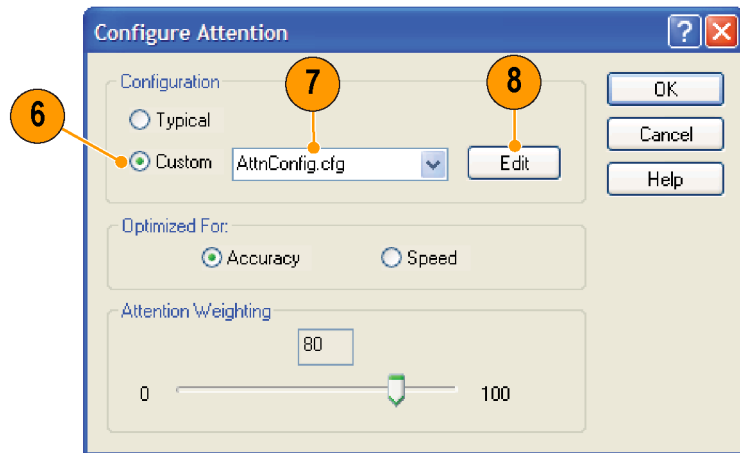 Configure Attention
Configuration
7
8
OK
6
Typical
Cancel
Custom AttnConfig.cfg Edit
Help
Optimized For:
Accuracy Speed
Attention Weighting
80
0 100